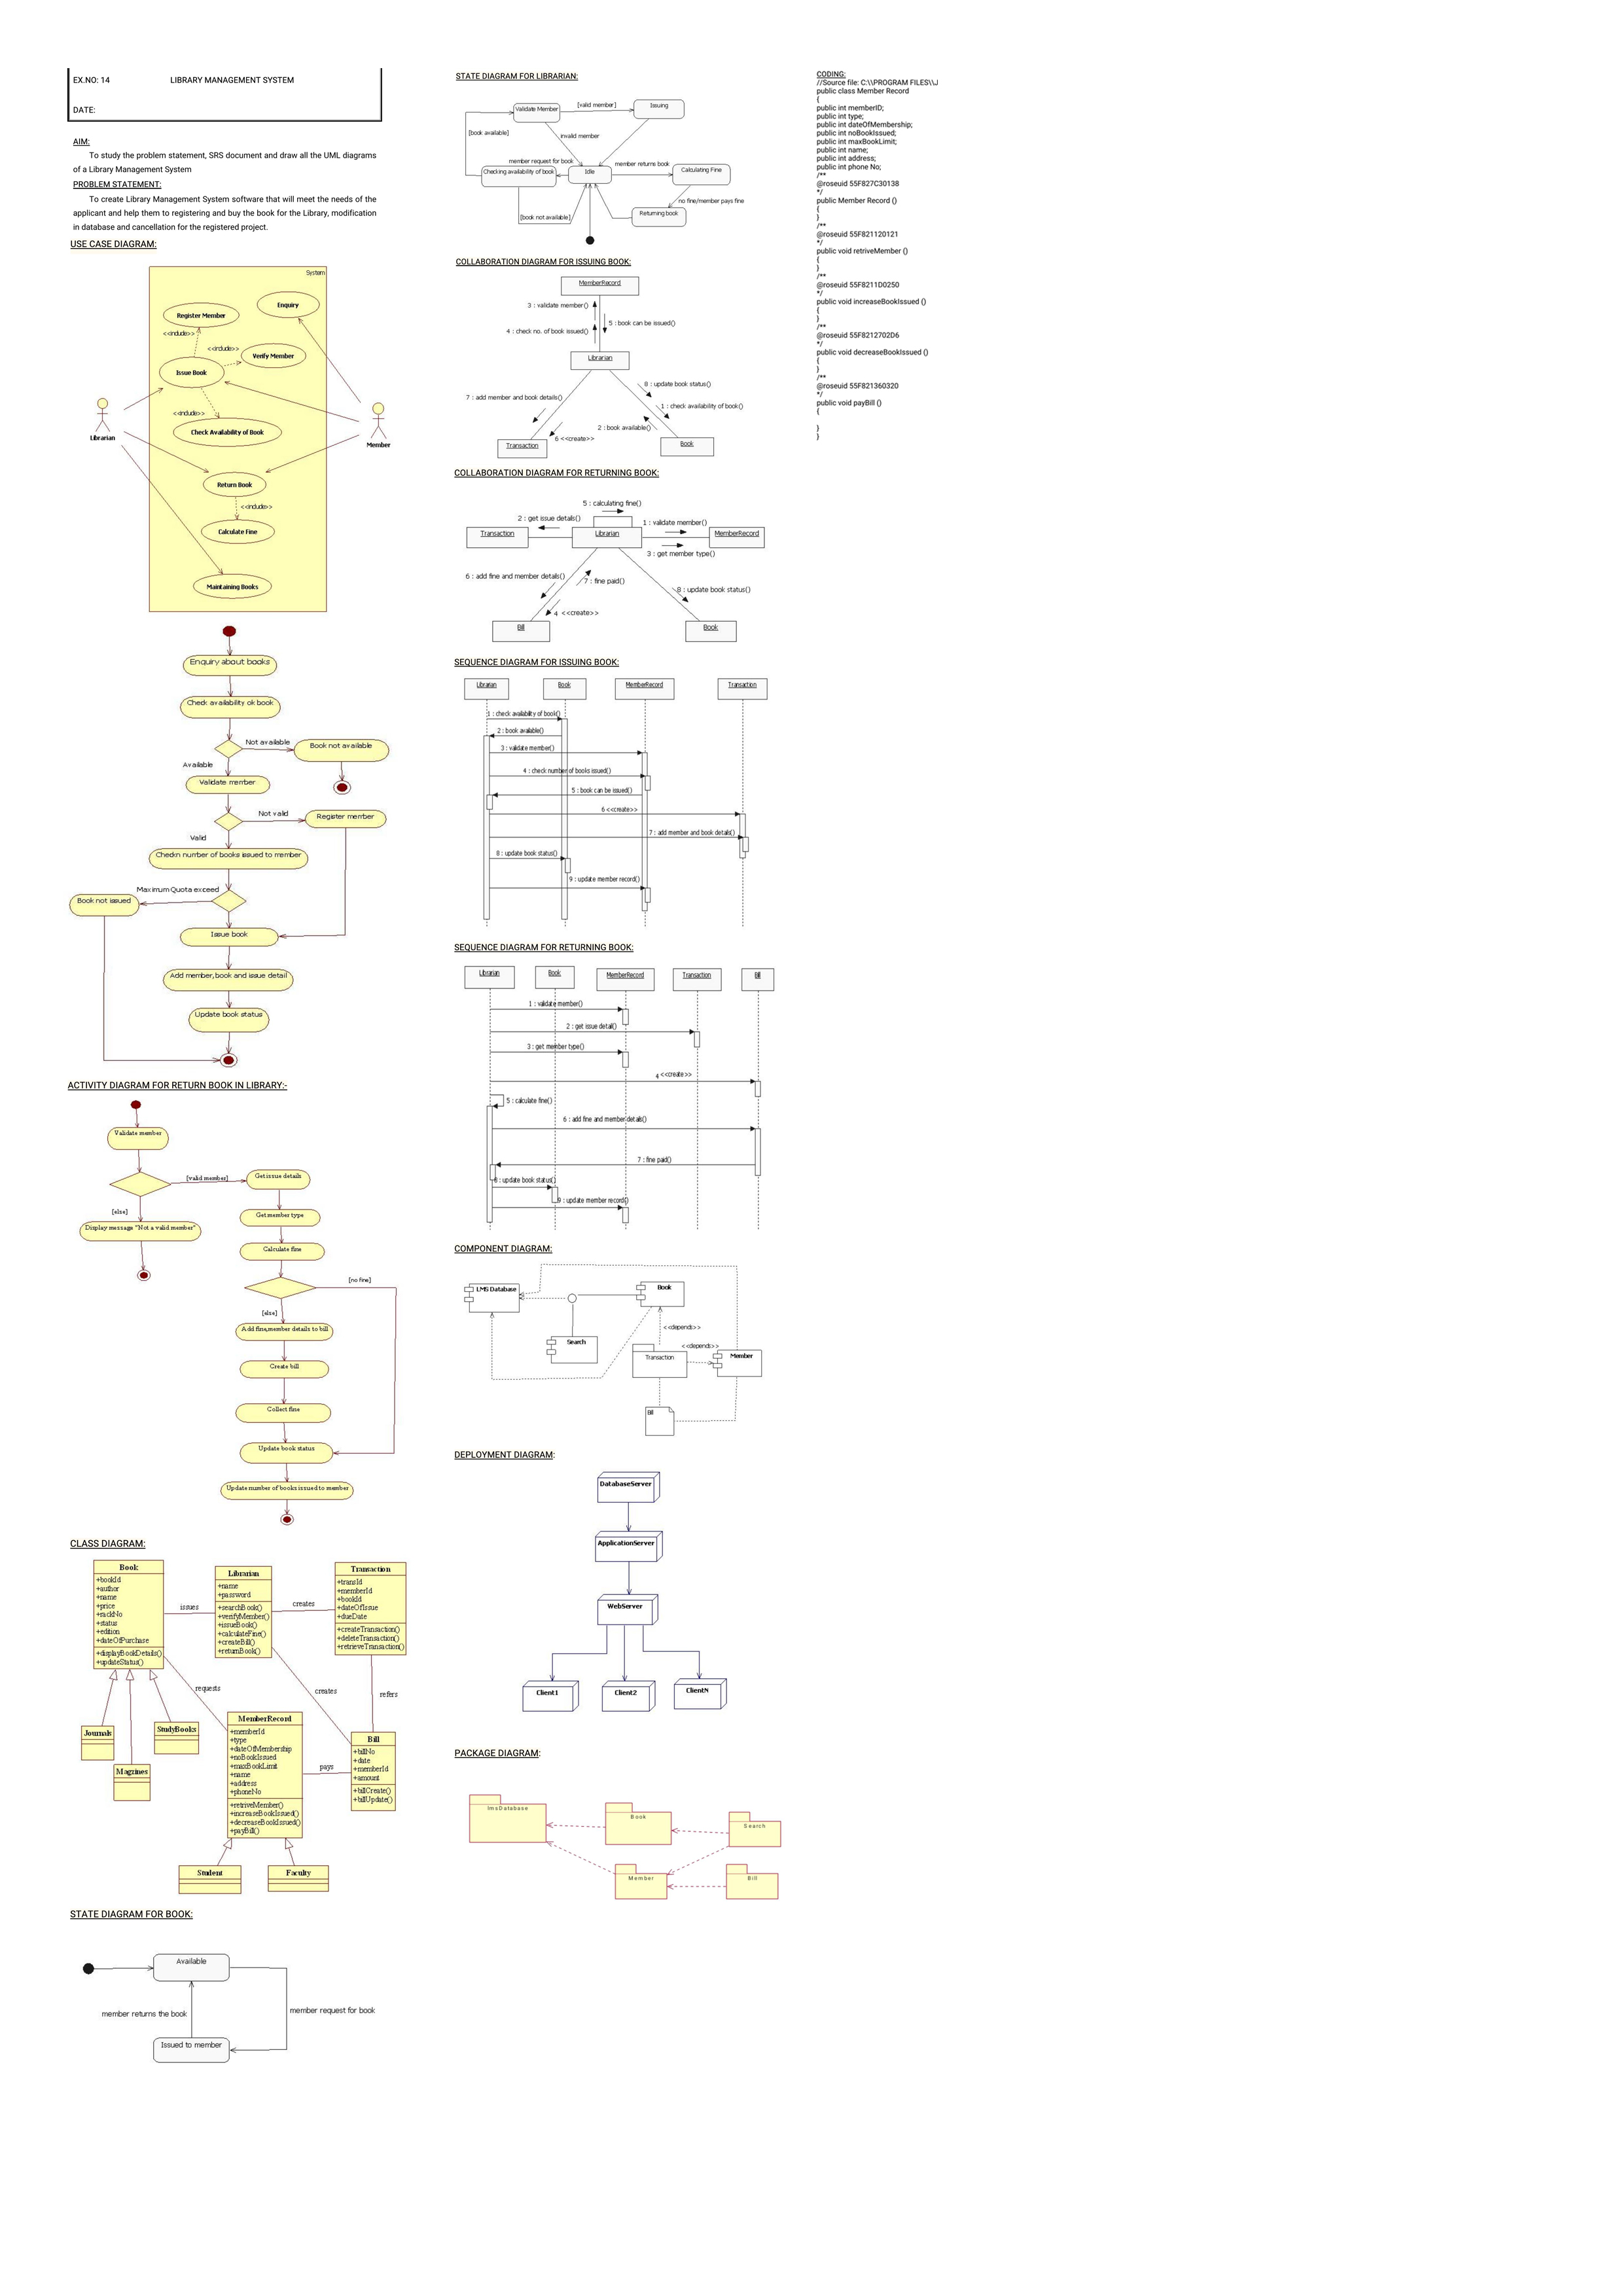 EX.NO: 14 LIBRARY MANAGEMENT SYSTEM
DATE:
AIM:
To study the problem statement, SRS document and draw all the UML diagrams
of a Library Management System
PROBLEM STATEMENT:
To create Library Management System software that will meet the needs of the
applicant and help them to registering and buy the book for the Library, modification
in database and cancellation for the registered project.
USE CASE DIAGRAM:
System
Enquiry
Register Member
<<include>>
<<include>>
Verify Member
Issue Book
<<include>>
Check Availability of Book
Librarian
Member
Return Book
<<include>>
Calculate Fine
Maintaining Books
Enquiry about books
Check availability ok book
Not available
Book not available
Available
Validate member
Not valid
Register member
Valid
Checkn number of books issued to member
Maximum Quota exceed
Book not issued
Issue book
Add member,book and issue detail
Update book status
ACTIVITY DIAGRAM FOR RETURN BOOK IN LIBRARY:-
Validate member
[valid member]
Get issue details
[else]
Get member type
Display message "Not a valid member"
Calculate fine
[no fine]
[else]
Add fine,member details to bill
Create bill
Collect fine
Update book status
Update number of books issued to member
CLASS DIAGRAM:
Book
+bookId
+author
+name
+price
+rackNo
+status
+edition
+dateOfPurchase
+displayBookDetails()
+updateStatus()
issues
Librarian
+name
+password
+searchBook()
+verifyMember()
+issueBook()
+calculateFine()
+createBill()
+returnBook()
creates
Transaction
+transId
+memberId
+bookId
+dateOfIssue
+dueDate
+createTransaction()
+deleteTransaction()
+retrieveTransaction()
requests
creates
refers
Journals
StudyBooks
Magzines
MemberRecord
+memberId
+type
+dateOfMembership
+noBookIssued
+maxBookLimit
+name
+address
+phoneNo
+retriveMember()
+increaseBookIssued()
+decreaseBookIssued()
+payBill()
pays
Bill
+billNo
+date
+memberId
+amount
+billCreate()
+billUpdate()
Student
Faculty
STATE DIAGRAM FOR BOOK:
Available
member returns the book
member request for book
Issued to member
STATE DIAGRAM FOR LIBRARIAN:
Validate Member
[valid member]
Issuing
[book available]
invalid member
member request for book
member returns book
Checking availability of book
Idle
Calculating Fine
no fine/member pays fine
[book not available]
Returning book
COLLABORATION DIAGRAM FOR ISSUING BOOK:
MemberRecord
3 : validate member()
5 : book can be issued()
4 : check no. of book issued()
Librarian
8 : update book status()
7 : add member and book details()
1 : check availability of book()
2 : book available()
6 <<create>>
Transaction
Book
COLLABORATION DIAGRAM FOR RETURNING BOOK:
5 : calculating fine()
2 : get issue details()
1 : validate member()
Transaction
Librarian
MemberRecord
3 : get member type()
6 : add fine and member details()
7 : fine paid()
8 : update book status()
4 <<create>>
Bill
Book
SEQUENCE DIAGRAM FOR ISSUING BOOK:
Librarian
Book
MemberRecord
Transaction
1 : check availability of book()
2 : book available()
3 : validate member()
4 : check number of books issued()
5 : book can be issued()
6 <<create>>
7 : add member and book details()
8 : update book status()
9 : update member record()
SEQUENCE DIAGRAM FOR RETURNING BOOK:
Librarian
Book
MemberRecord
Transaction
Bill
1 : validate member()
2 : get issue detail()
3 : get member type()
4 <<create>>
5 : calculate fine()
6 : add fine and member details()
7 : fine paid()
8 : update book status()
9 : update member record()
COMPONENT DIAGRAM:
LMS Database
Book
<<depends>>
Search
<<depends>>
Transaction
Member
Bill
DEPLOYMENT DIAGRAM:
DatabaseServer
ApplicationServer
WebServer
Client1
Client2
ClientN
PACKAGE DIAGRAM:
lmsDatabase
Book
Search
Member
Bill
CODING:
//Source file: C:\\PROGRAM FILES\\J
public class Member Record
{
public int memberID;
public int type;
public int dateOfMembership;
public int noBookIssued;
public int maxBookLimit;
public int name;
public int address;
public int phone No;
/**
@roseuid 55F827C30138
*/
public Member Record ()
{
}
/**
@roseuid 55F821120121
*/
public void retriveMember ()
{
}
/**
@roseuid 55F8211D0250
*/
public void increaseBookIssued ()
{
}
/**
@roseuid 55F8212702D6
*/
public void decreaseBookIssued ()
{
}
/**
@roseuid 55F821360320
*/
public void payBill ()
{
}
}